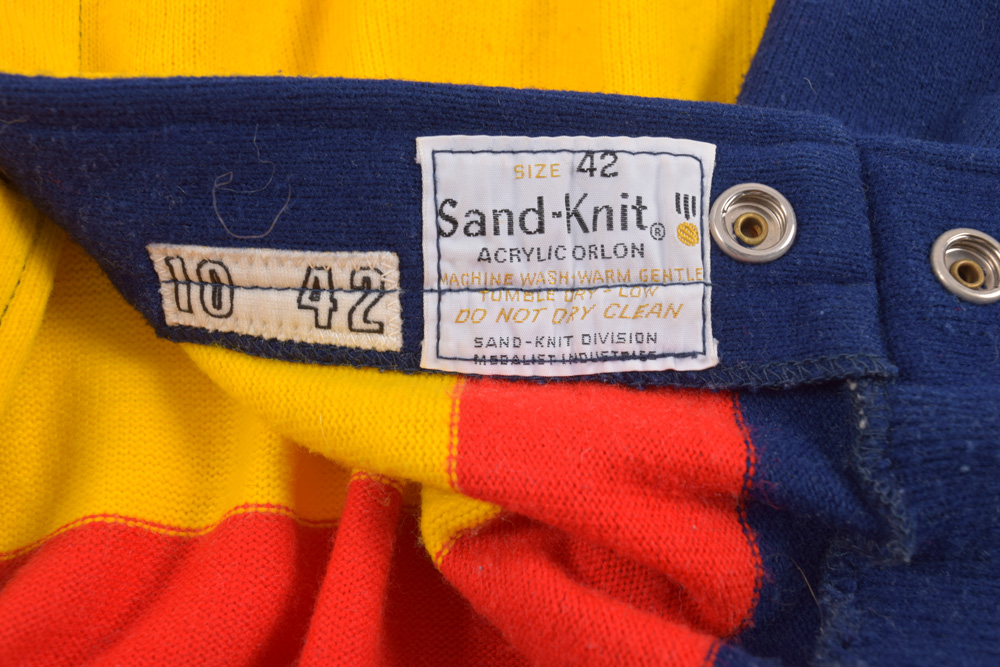 SIZE 42
Sand-Knit®
ACRYLIC ORLON
MACHINE WASH WARM GENTLE
TUMBLE DRY - LOW
DO NOT DRY CLEAN
SAND-KNIT DIVISION
MEDALIST INDUSTRIES
10 42